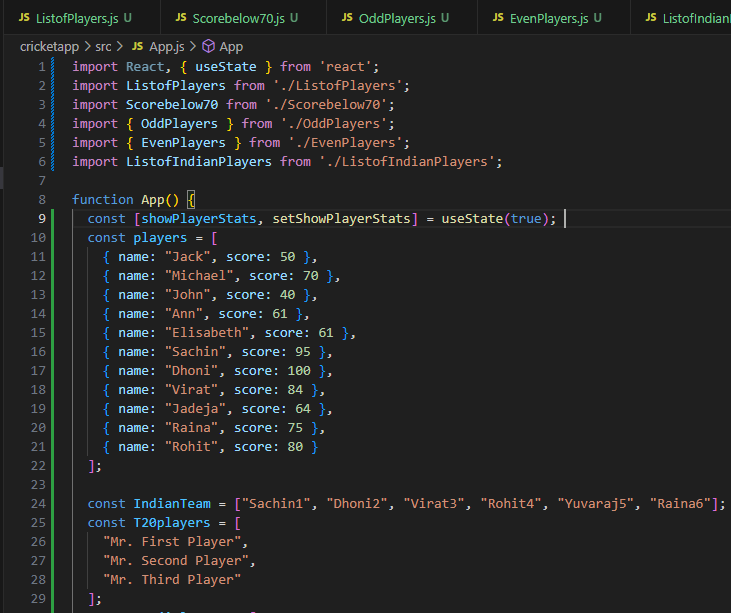 JS ListofPlayers.js U JS Scorebelow70.js U JS OddPlayers.js U JS EvenPlayers.js U JS ListofIndian
cricketapp > src > JS App.js > App
1 import React, { useState } from 'react';
2 import ListofPlayers from './ListofPlayers';
3 import Scorebelow70 from './Scorebelow70';
4 import { OddPlayers } from './OddPlayers';
5 import { EvenPlayers } from './EvenPlayers';
6 import ListofIndianPlayers from './ListofIndianPlayers';
7
8 function App() {
9 const [showPlayerStats, setShowPlayerStats] = useState(true);
10 const players = [
11 { name: "Jack", score: 50 },
12 { name: "Michael", score: 70 },
13 { name: "John", score: 40 },
14 { name: "Ann", score: 61 },
15 { name: "Elisabeth", score: 61 },
16 { name: "Sachin", score: 95 },
17 { name: "Dhoni", score: 100 },
18 { name: "Virat", score: 84 },
19 { name: "Jadeja", score: 64 },
20 { name: "Raina", score: 75 },
21 { name: "Rohit", score: 80 }
22 ];
23
24 const IndianTeam = ["Sachin1", "Dhoni2", "Virat3", "Rohit4", "Yuvaraj5", "Raina6"];
25 const T20players = [
26 "Mr. First Player",
27 "Mr. Second Player",
28 "Mr. Third Player"
29 ];